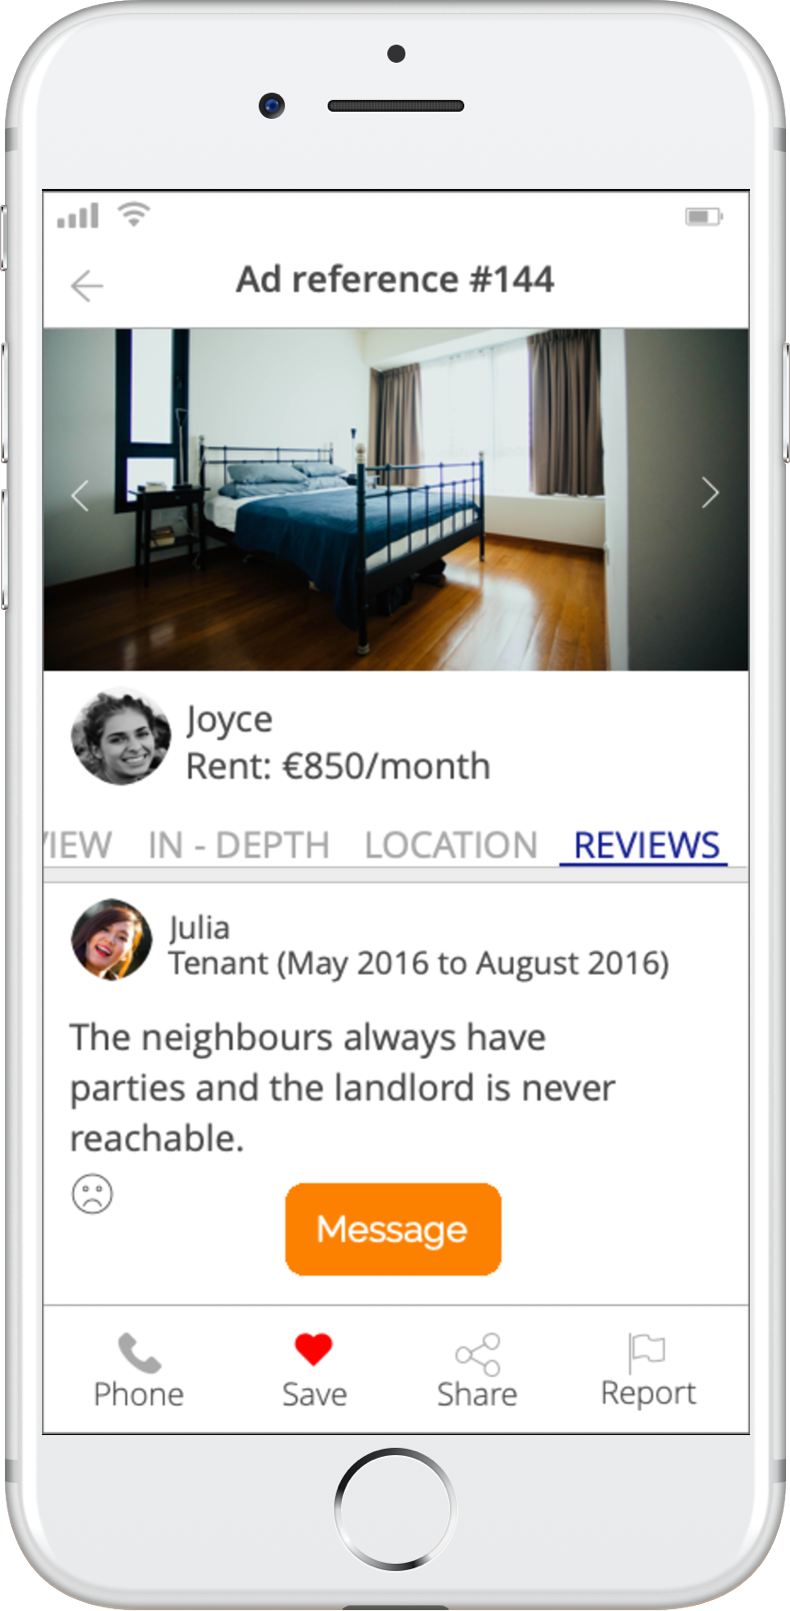 Ad reference #144
Joyce
Rent: €850/month
VIEW IN - DEPTH LOCATION REVIEWS
Julia
Tenant (May 2016 to August 2016)
The neighbours always have
parties and the landlord is never
reachable.
Message
Phone Save Share Report